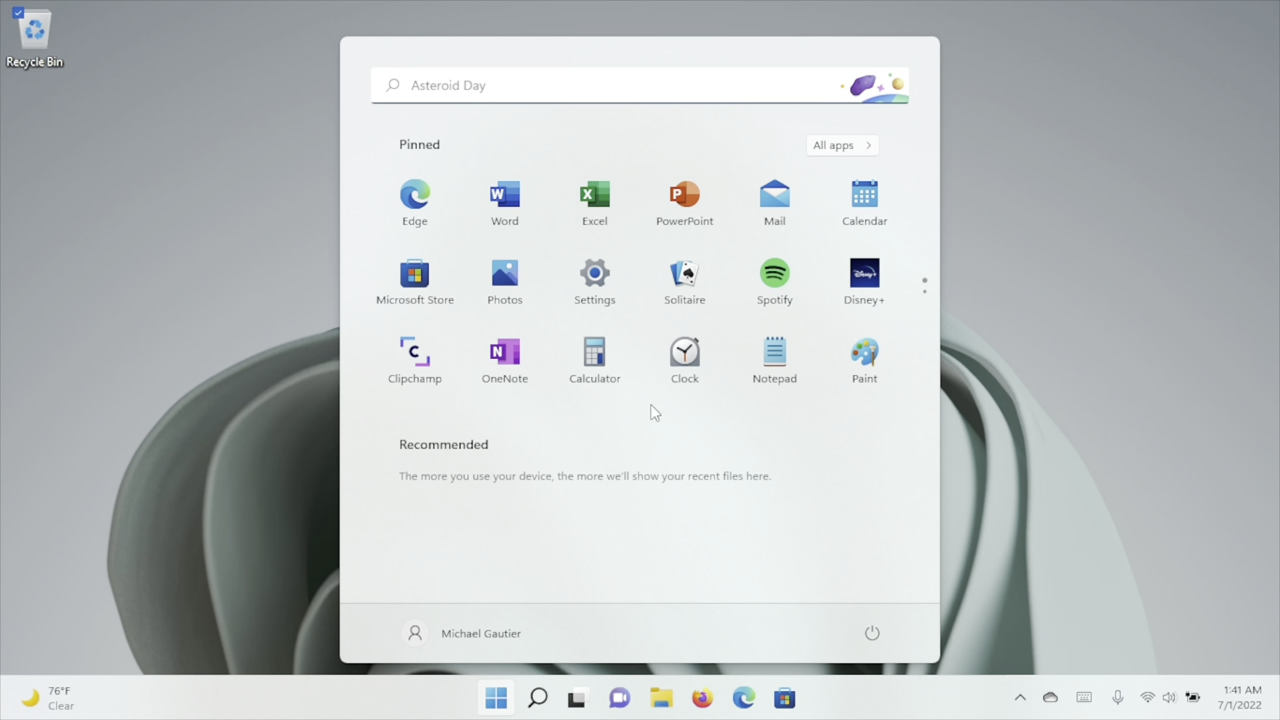 Recycle Bin
Asteroid Day
Pinned
All apps
Edge
Word
Excel
PowerPoint
Mail
Calendar
Microsoft Store
Photos
Settings
Solitaire
Spotify
Disney+
Clipchamp
OneNote
Calculator
Clock
Notepad
Paint
Recommended
The more you use your device, the more we'll show your recent files here.
Michael Gautier
76°F
Clear
1:41 AM
7/1/2022